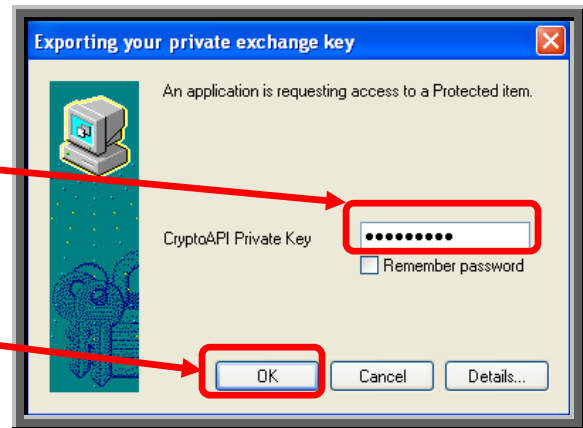 Exporting your private exchange key
An application is requesting access to a Protected item.
CryptoAPI Private Key
●●●●●●●●●
Remember password
OK Cancel Details...